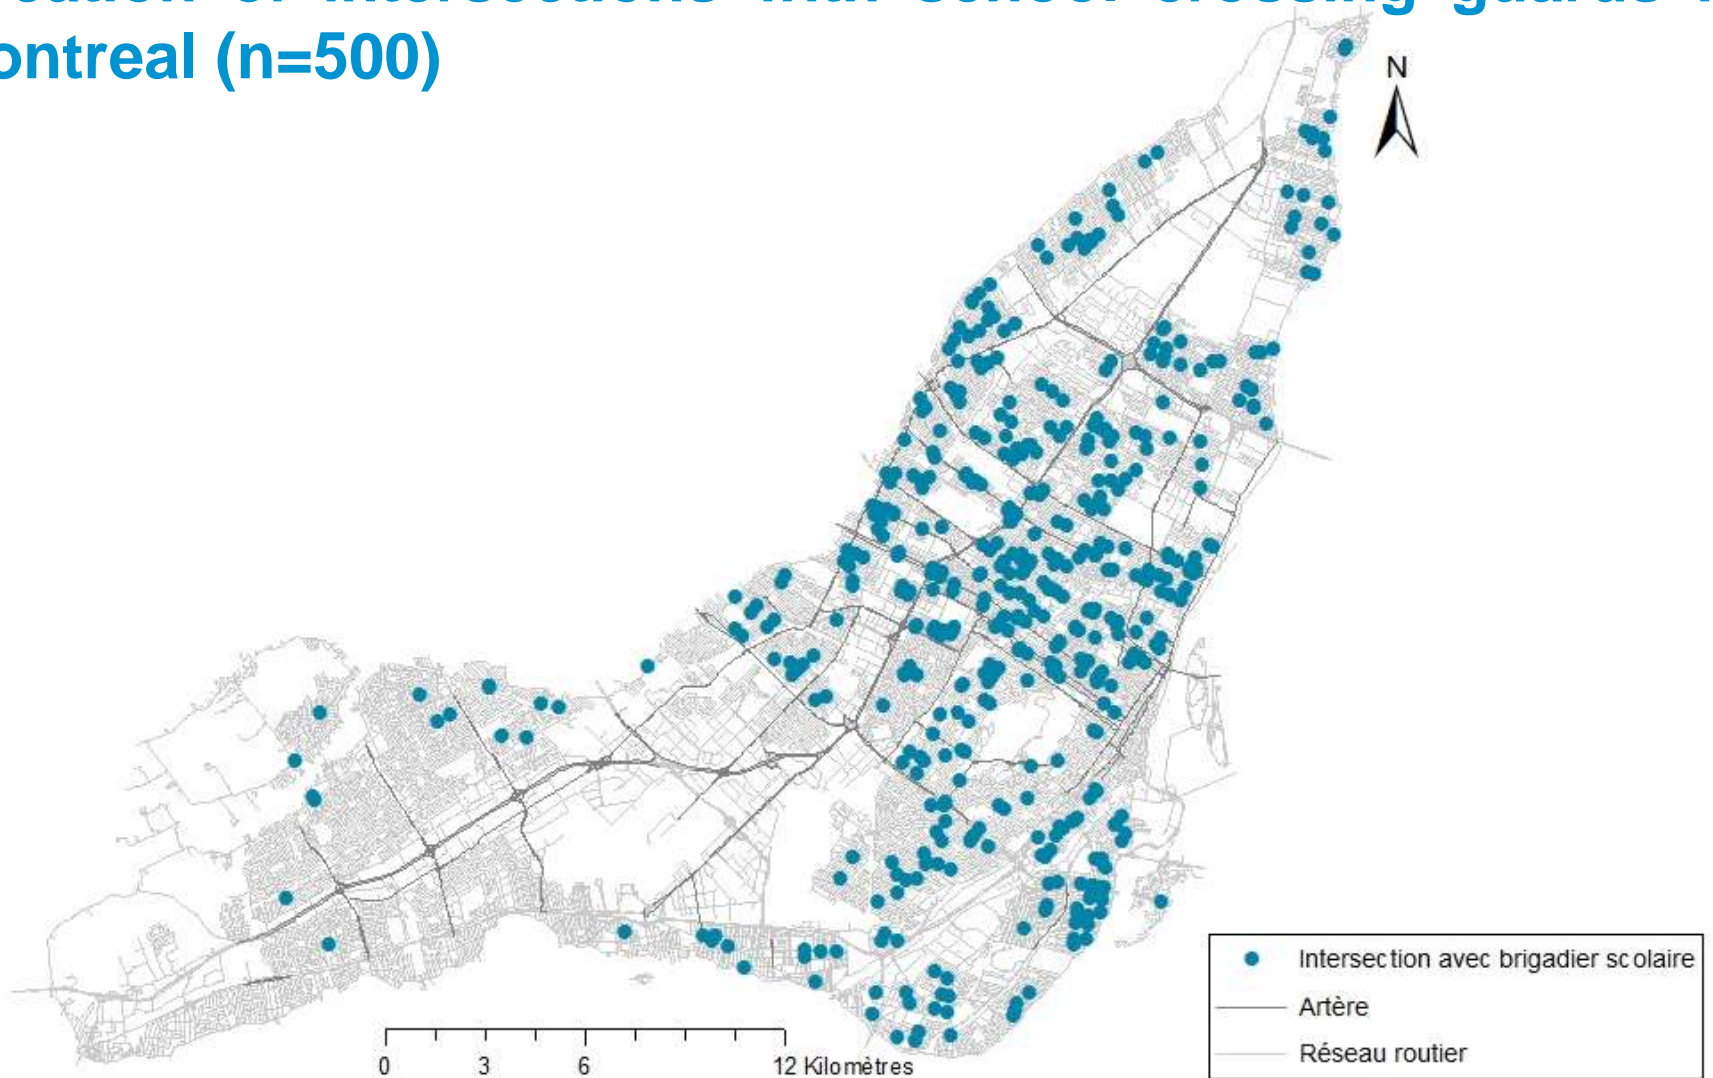 ontreal (n=500)
N
Intersection avec brigadier scolaire
Artère
Réseau routier
0 3 6 12 Kilomètres